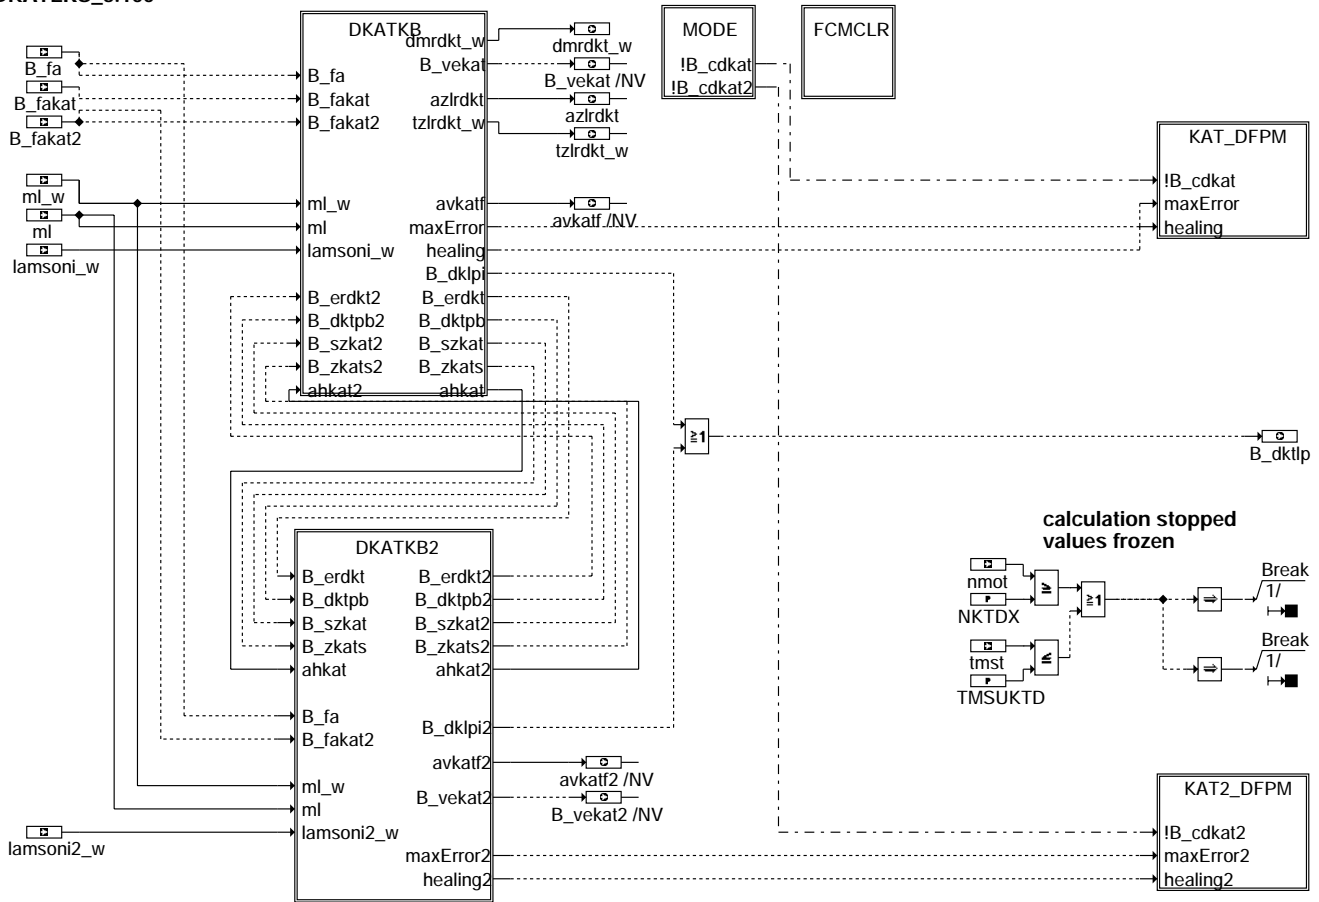 B_fa
B_fakat
B_fakat2
ml_w
ml
lamsoni_w
DKATKB
B_fa
B_fakat
B_fakat2
ml_w
ml
lamsoni_w
B_erdkt2
B_dktpb2
B_szkat2
B_zkats2
ahkat2
dmrdkt_w
B_vekat
azlrdkt
tzlrdkt_w
avkatf
maxError
healing
B_dklpi
B_erdkt
B_dktpb
B_szkat
B_zkats
ahkat
dmrdkt_w
B_vekat /NV
azlrdkt
tzlrdkt_w
avkatf /NV
MODE
!B_cdkat
!B_cdkat2
FCMCLR
KAT_DFPM
!B_cdkat
maxError
healing
≥1
B_dktlp
calculation stopped
values frozen
nmot
NKTDX
tmst
TMSUKTD
≥
≤
≥1
Break
1/
Break
1/
DKATKB2
B_erdkt
B_dktpb
B_szkat
B_zkats
ahkat
B_fa
B_fakat2
ml_w
ml
lamsoni2_w
B_erdkt2
B_dktpb2
B_szkat2
B_zkats2
ahkat2
B_dklpi2
avkatf2
B_vekat2
maxError2
healing2
lamsoni2_w
avkatf2 /NV
B_vekat2 /NV
KAT2_DFPM
!B_cdkat2
maxError2
healing2